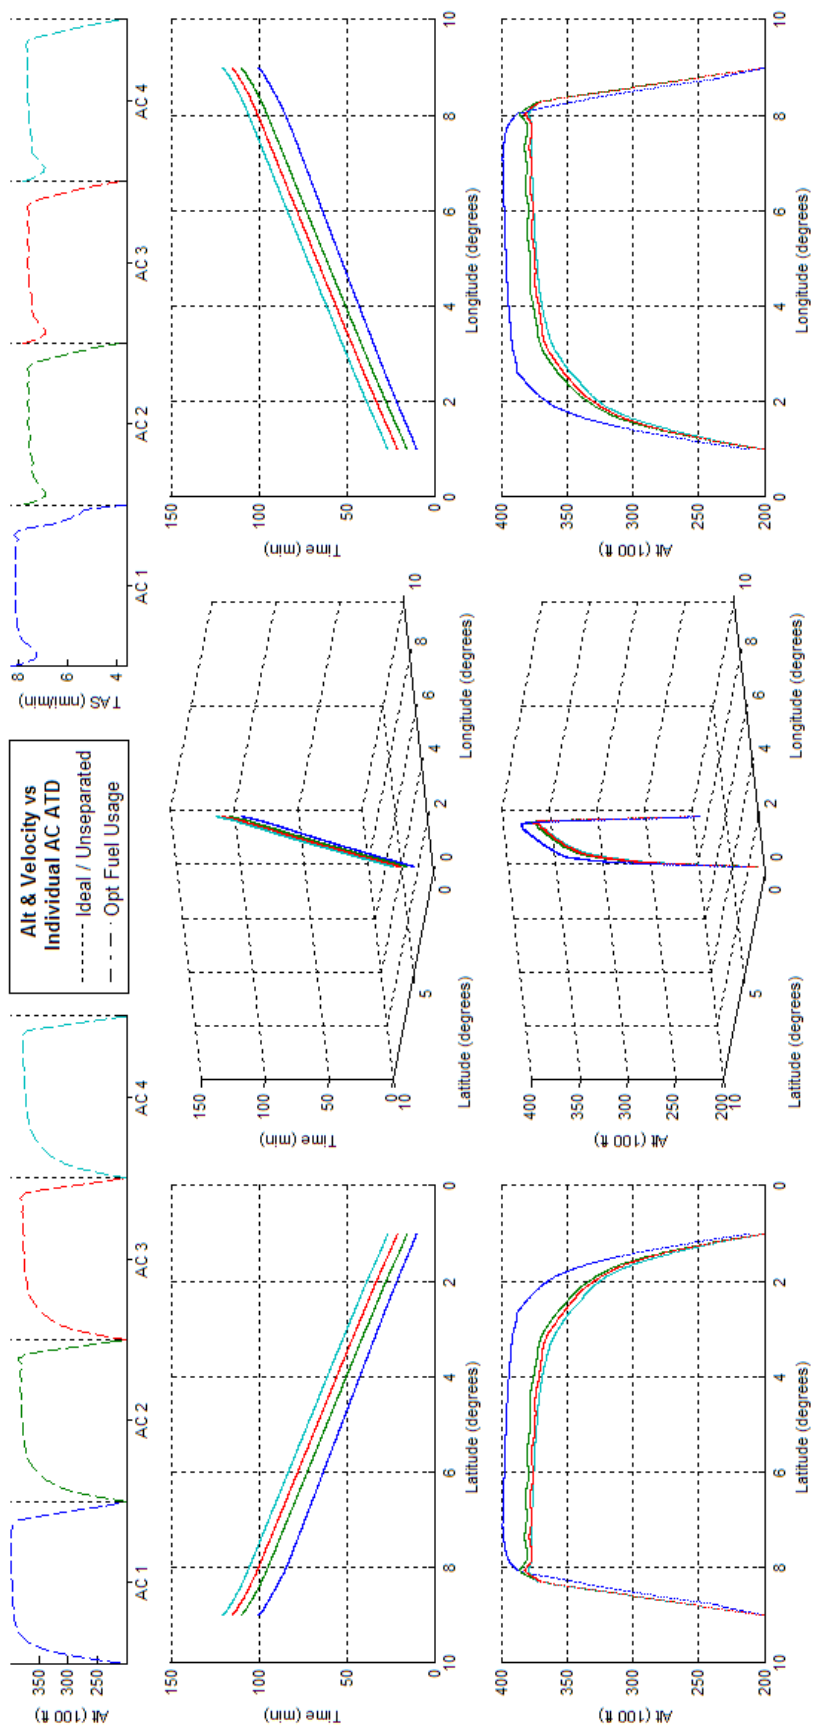 Alt (100 ft)
350
300
250
AC 1
AC 2
AC 3
AC 4
Alt & Velocity vs
Individual AC ATD
Ideal / Unseparated
Opt Fuel Usage
TAS (nmi/min)
8
6
4
AC 1
AC 2
AC 3
AC 4
Time (min)
150
100
50
0
10
8
6
4
2
0
Latitude (degrees)
Time (min)
150
100
50
0
10
5
0
Latitude (degrees)
0
2
4
6
8
10
Longitude (degrees)
Time (min)
150
100
50
0
0
2
4
6
8
10
Longitude (degrees)
Alt (100 ft)
400
350
300
250
200
10
8
6
4
2
0
Latitude (degrees)
Alt (100 ft)
400
350
300
250
200
10
5
0
Latitude (degrees)
0
2
4
6
8
10
Longitude (degrees)
Alt (100 ft)
400
350
300
250
200
0
2
4
6
8
10
Longitude (degrees)